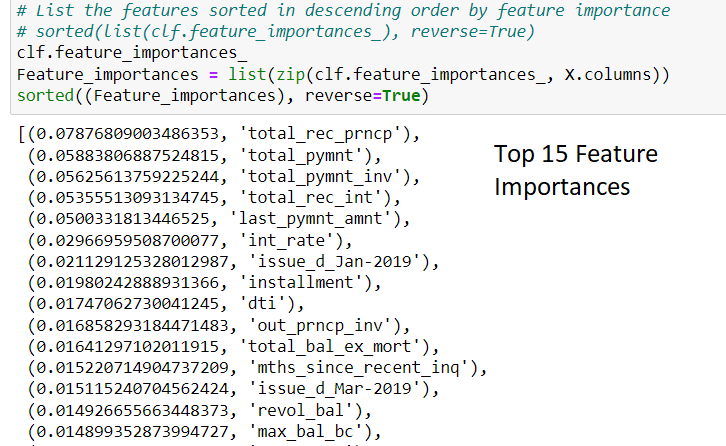 # List the features sorted in descending order by feature importance
# sorted(list(clf.feature_importances_), reverse=True)
clf.feature_importances_
Feature_importances = list(zip(clf.feature_importances_, X.columns))
sorted((Feature_importances), reverse=True)
[(0.07876809003486353, 'total_rec_prncp'),
(0.05883806887524815, 'total_pymnt'),
(0.05625613759225244, 'total_pymnt_inv'),
(0.05355513093134745, 'total_rec_int'),
(0.0500331813446525, 'last_pymnt_amnt'),
(0.02966959508700077, 'int_rate'),
(0.021129125328012987, 'issue_d_Jan-2019'),
(0.01980242888931366, 'installment'),
(0.01747062730041245, 'dti'),
(0.016858293184471483, 'out_prncp_inv'),
(0.01641297102011915, 'total_bal_ex_mort'),
(0.015220714904737209, 'mths_since_recent_inq'),
(0.015115240704562424, 'issue_d_Mar-2019'),
(0.014926655663448373, 'revol_bal'),
(0.014899352873994727, 'max_bal_bc'),
Top 15 Feature
Importances